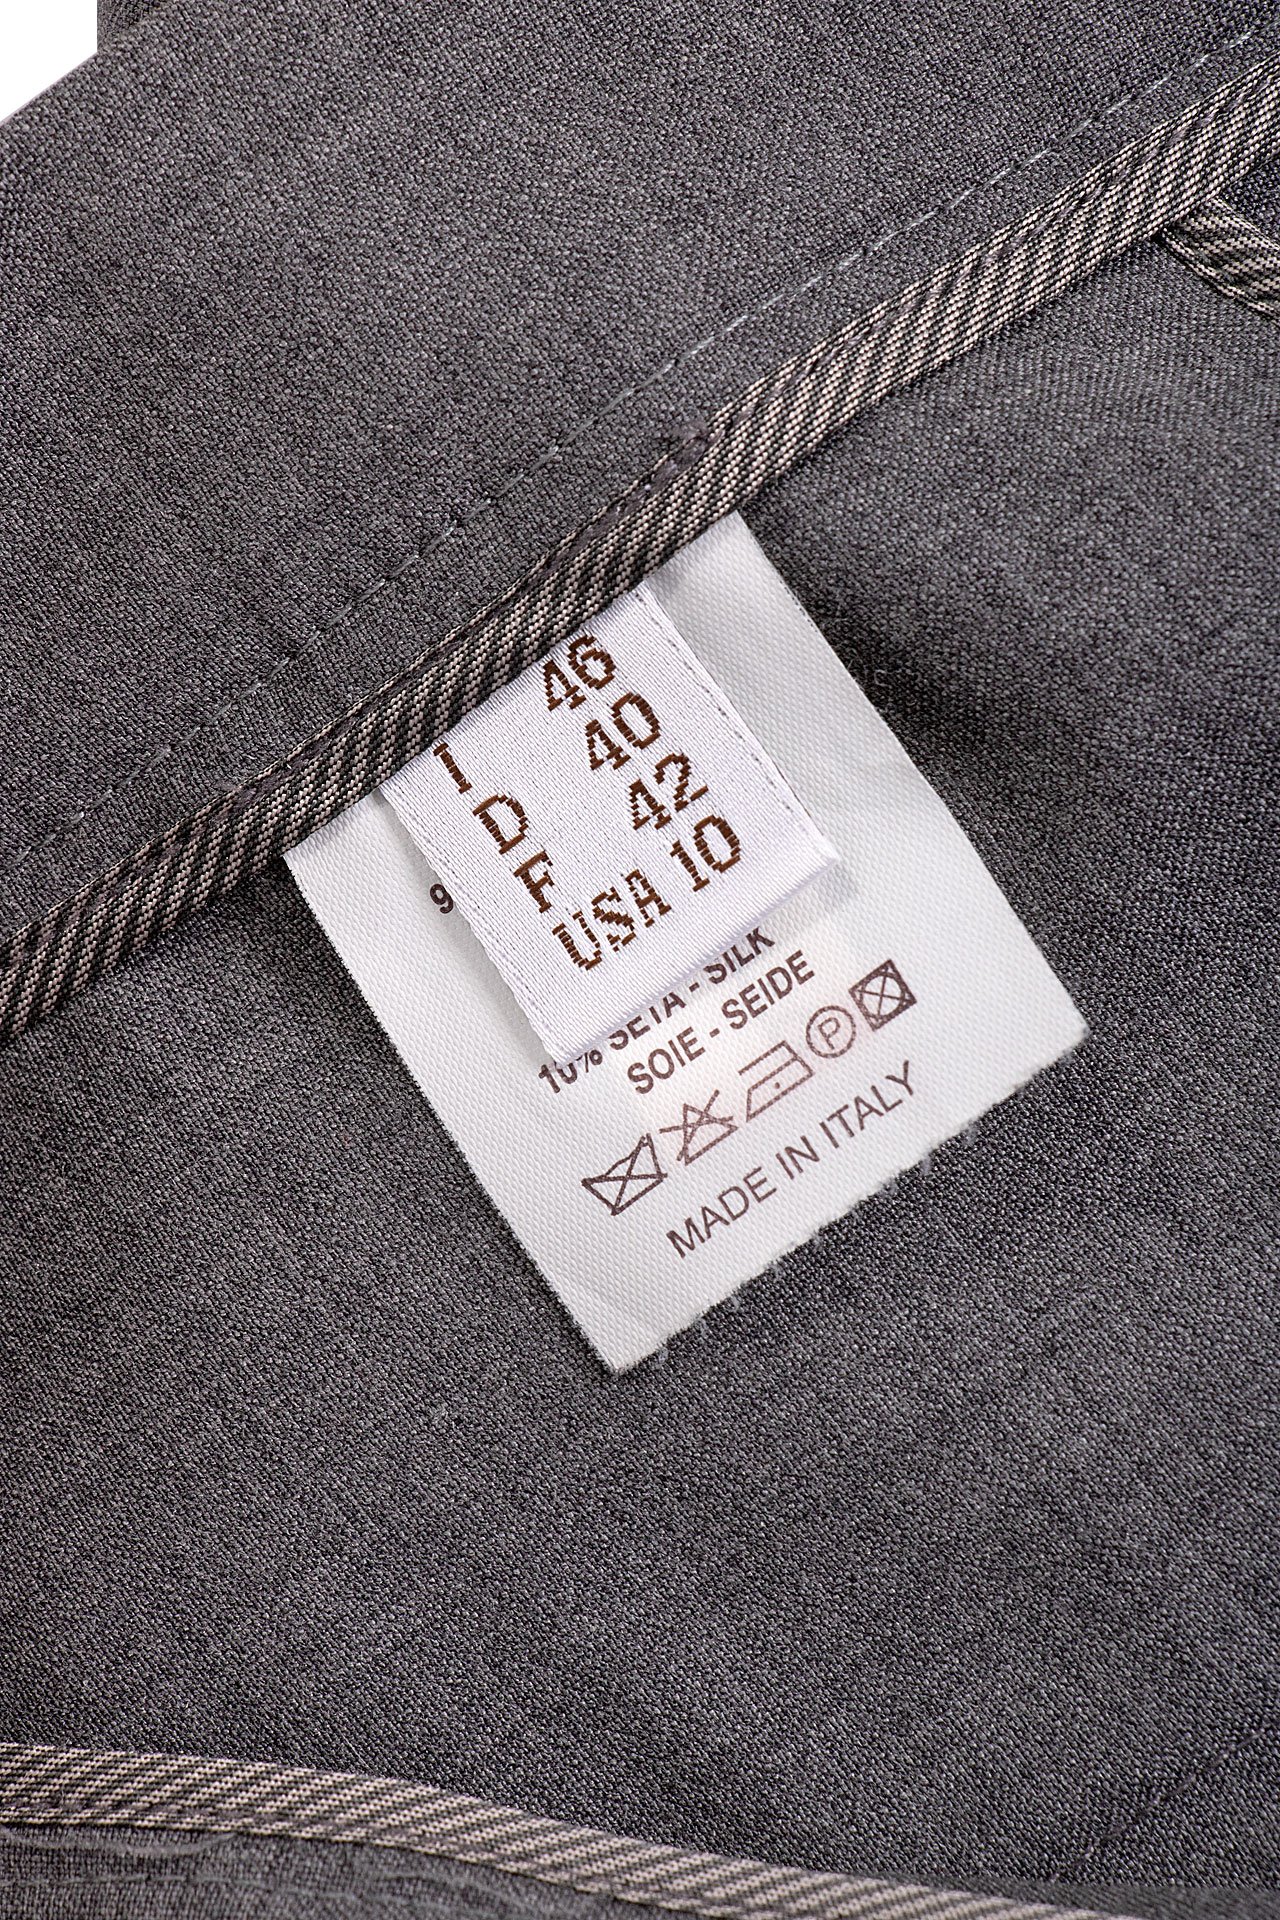 I 46
D 40
F 42
USA 10
9
10% SETA - SILK
SOIE - SEIDE
P
MADE IN ITALY